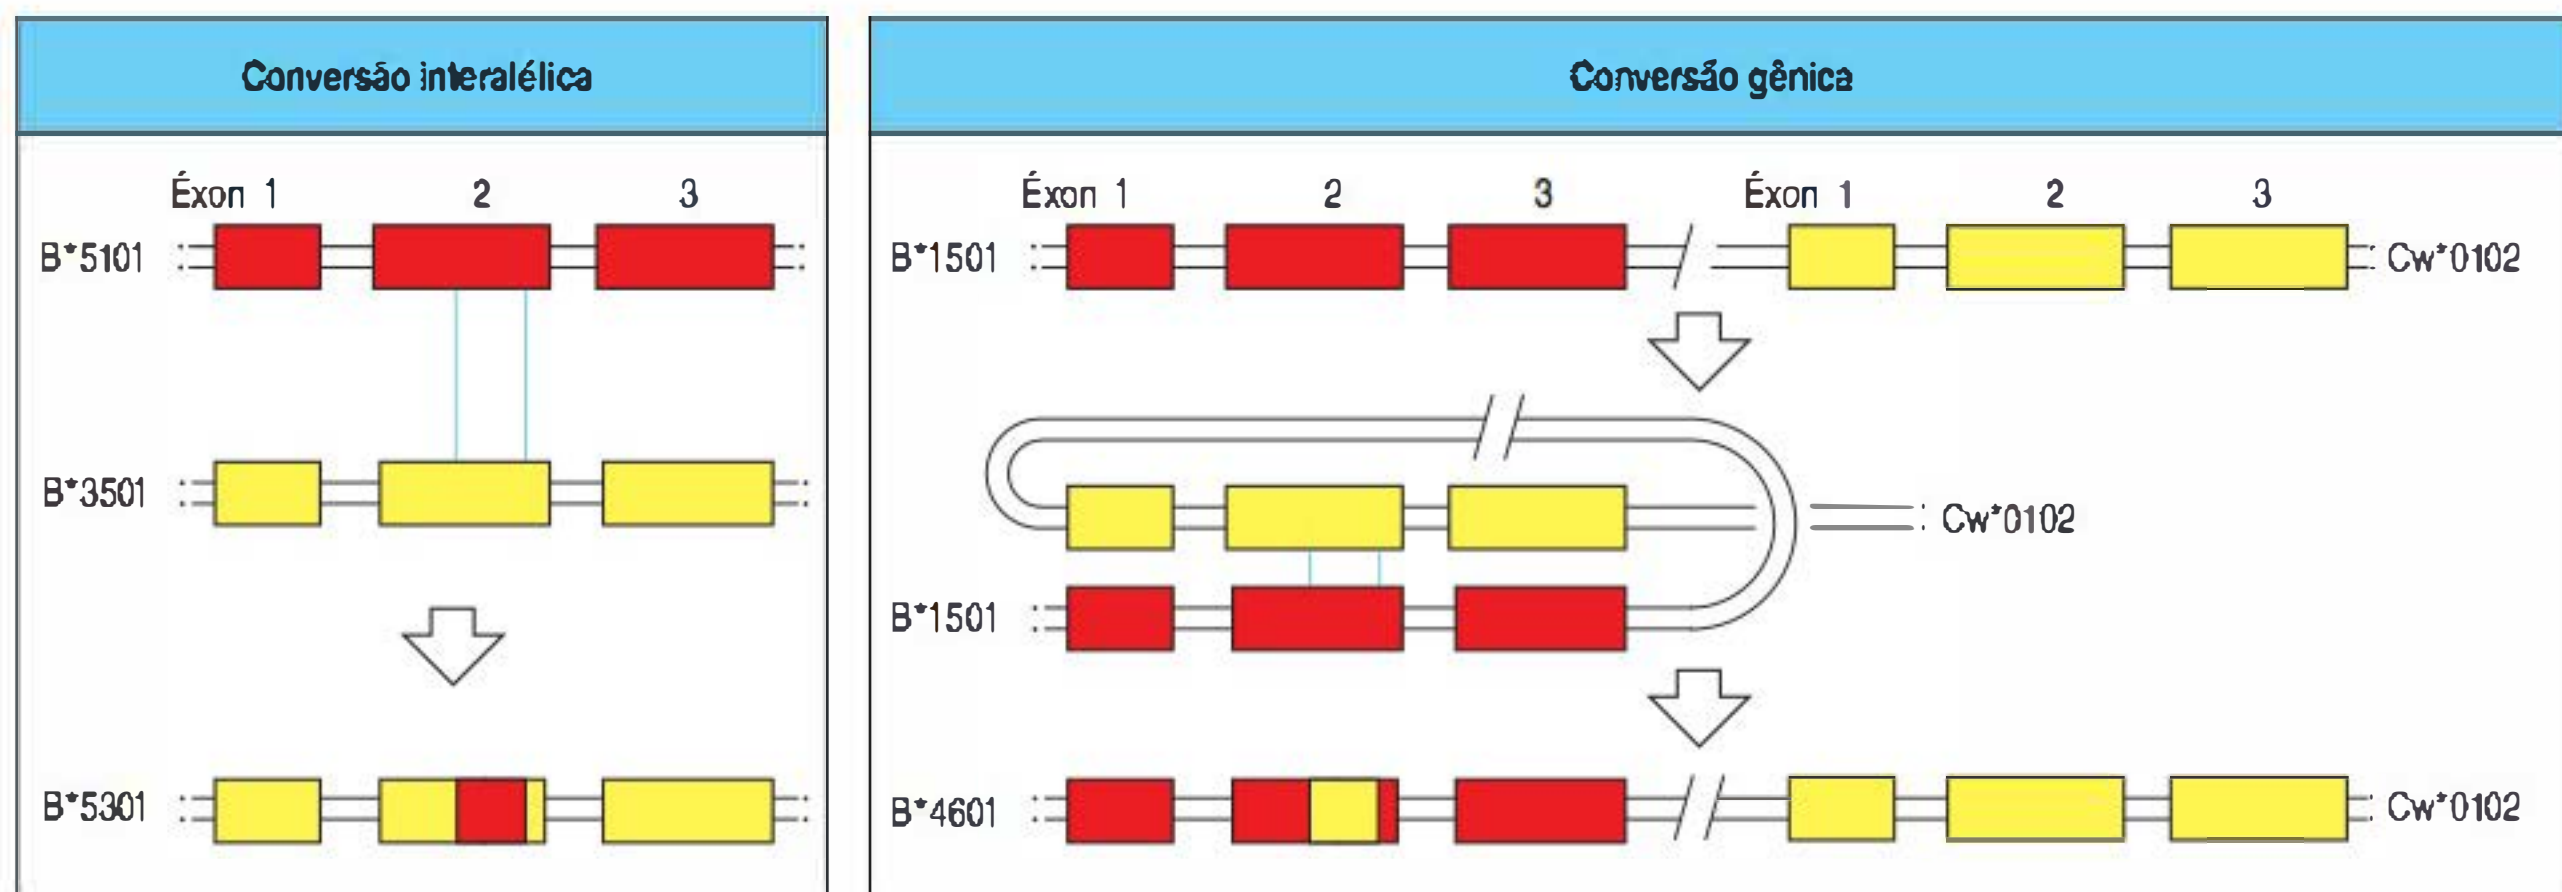 Conversão interalélica
Éxon 1 2 3
B*5101
B*3501
B*5301
Conversão gênica
Éxon 1 2 3 Éxon 1 2 3
B*1501 Cw*0102
Cw*0102
B*1501
B*4601 Cw*0102